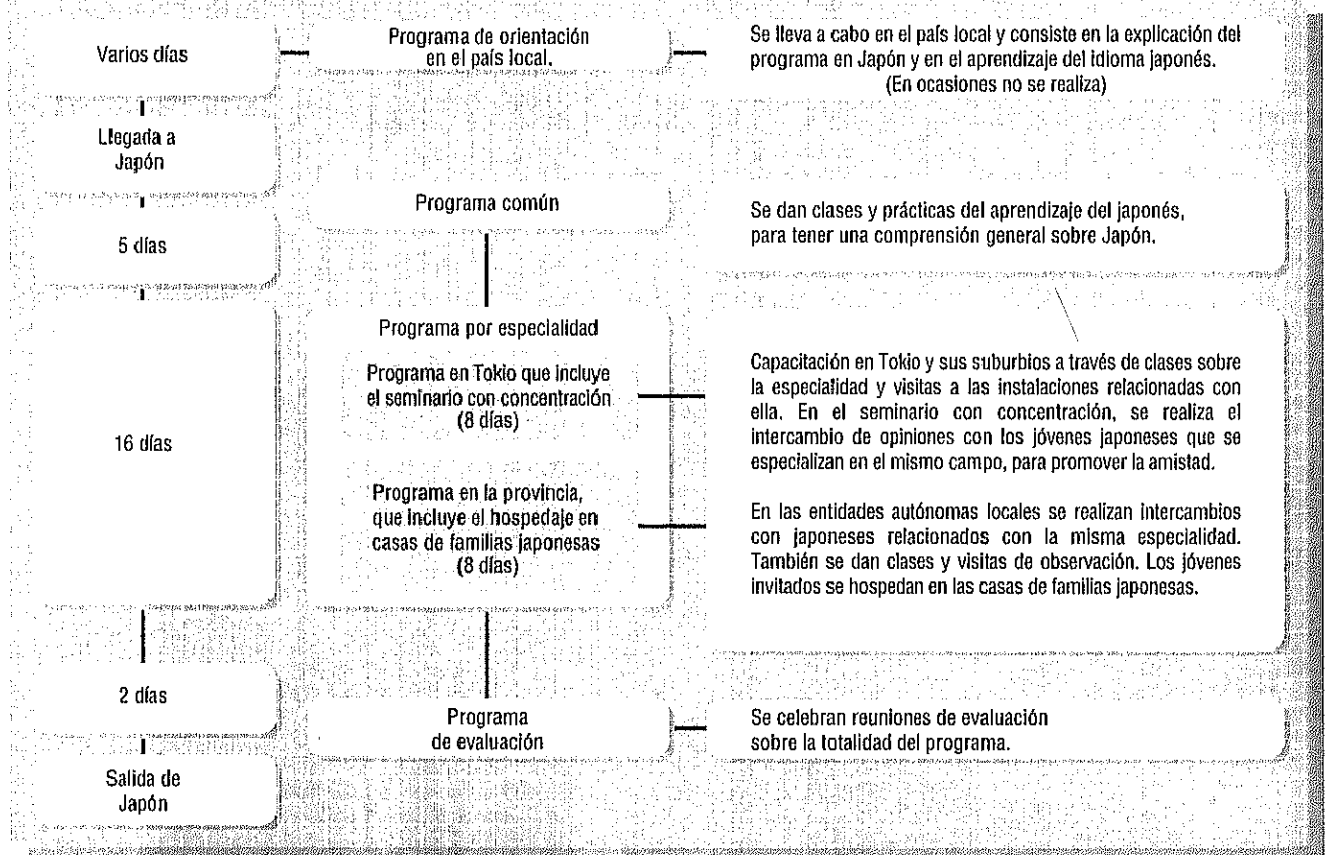 Varios días
Programa de orientación
en el país local.
Se lleva a cabo en el país local y consiste en la explicación del
programa en Japón y en el aprendizaje del idioma japonés.
(En ocasiones no se realiza)
Llegada a
Japón
5 días
Programa común
Se dan clases y prácticas del aprendizaje del japonés,
para tener una comprensión general sobre Japón.
16 días
Programa por especialidad
Programa en Tokio que incluye
el seminario con concentración
(8 días)
Capacitación en Tokio y sus suburbios a través de clases sobre
la especialidad y visitas a las instalaciones relacionadas con
ella. En el seminario con concentración, se realiza el
intercambio de opiniones con los jóvenes japoneses que se
especializan en el mismo campo, para promover la amistad.
Programa en la provincia,
que incluye el hospedaje en
casas de familias japonesas
(8 días)
En las entidades autónomas locales se realizan intercambios
con japoneses relacionados con la misma especialidad.
También se dan clases y visitas de observación. Los jóvenes
invitados se hospedan en las casas de familias japonesas.
2 días
Programa
de evaluación
Se celebran reuniones de evaluación
sobre la totalidad del programa.
Salida de
Japón